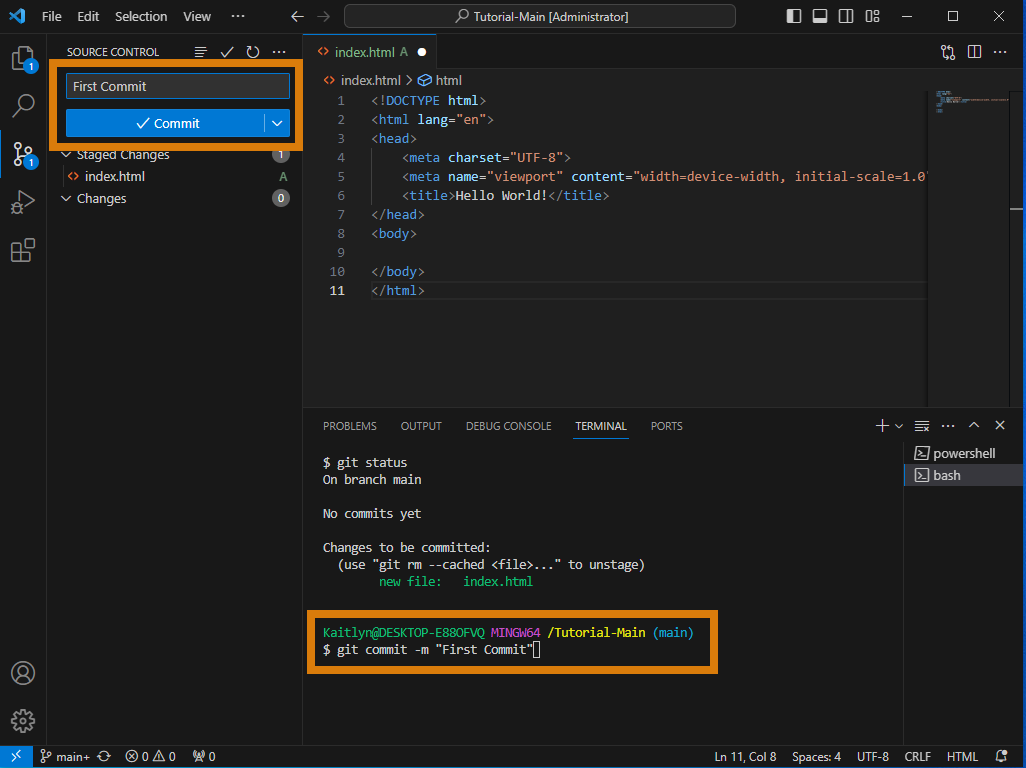 File Edit Selection View ··· Tutorial-Main [Administrator]
SOURCE CONTROL
First Commit
Commit
Staged Changes 1
index.html A
Changes 0
1
1
index.html A
index.html > html
1 <!DOCTYPE html>
2 <html lang="en">
3 <head>
4 <meta charset="UTF-8">
5 <meta name="viewport" content="width=device-width, initial-scale=1.0"
6 <title>Hello World!</title>
7 </head>
8 <body>
9
10 </body>
11 </html>
PROBLEMS OUTPUT DEBUG CONSOLE TERMINAL PORTS
$ git status
On branch main
No commits yet
Changes to be committed:
(use "git rm --cached <file>..." to unstage)
new file: index.html
Kaitlyn@DESKTOP-E88OFVQ MINGW64 /Tutorial-Main (main)
$ git commit -m "First Commit"
powershell
bash
main+ 0 0 0 Ln 11, Col 8 Spaces: 4 UTF-8 CRLF HTML